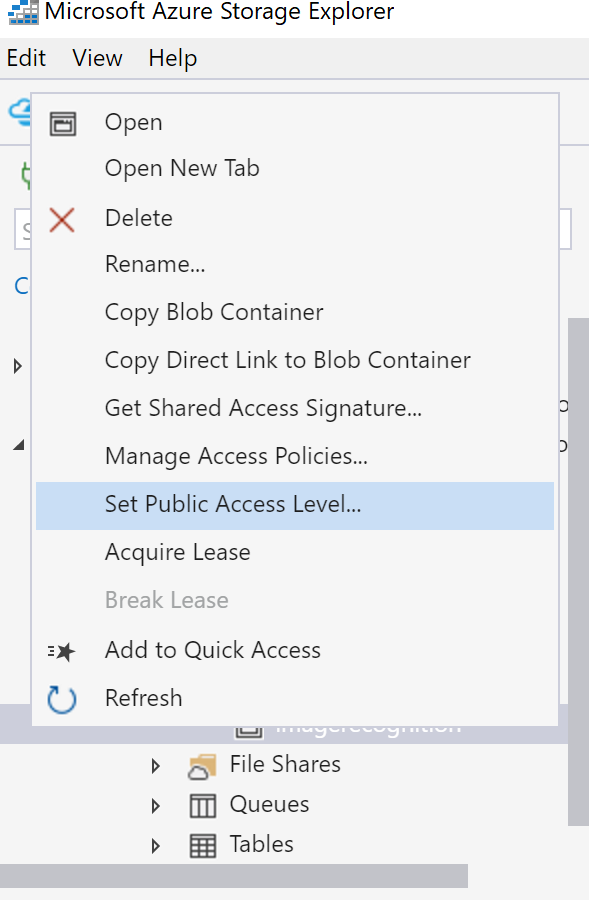 Microsoft Azure Storage Explorer
Edit View Help
Open
Open New Tab
Delete
Rename...
Copy Blob Container
Copy Direct Link to Blob Container
Get Shared Access Signature...
Manage Access Policies...
Set Public Access Level...
Acquire Lease
Break Lease
Add to Quick Access
Refresh
imagerecognition
File Shares
Queues
Tables